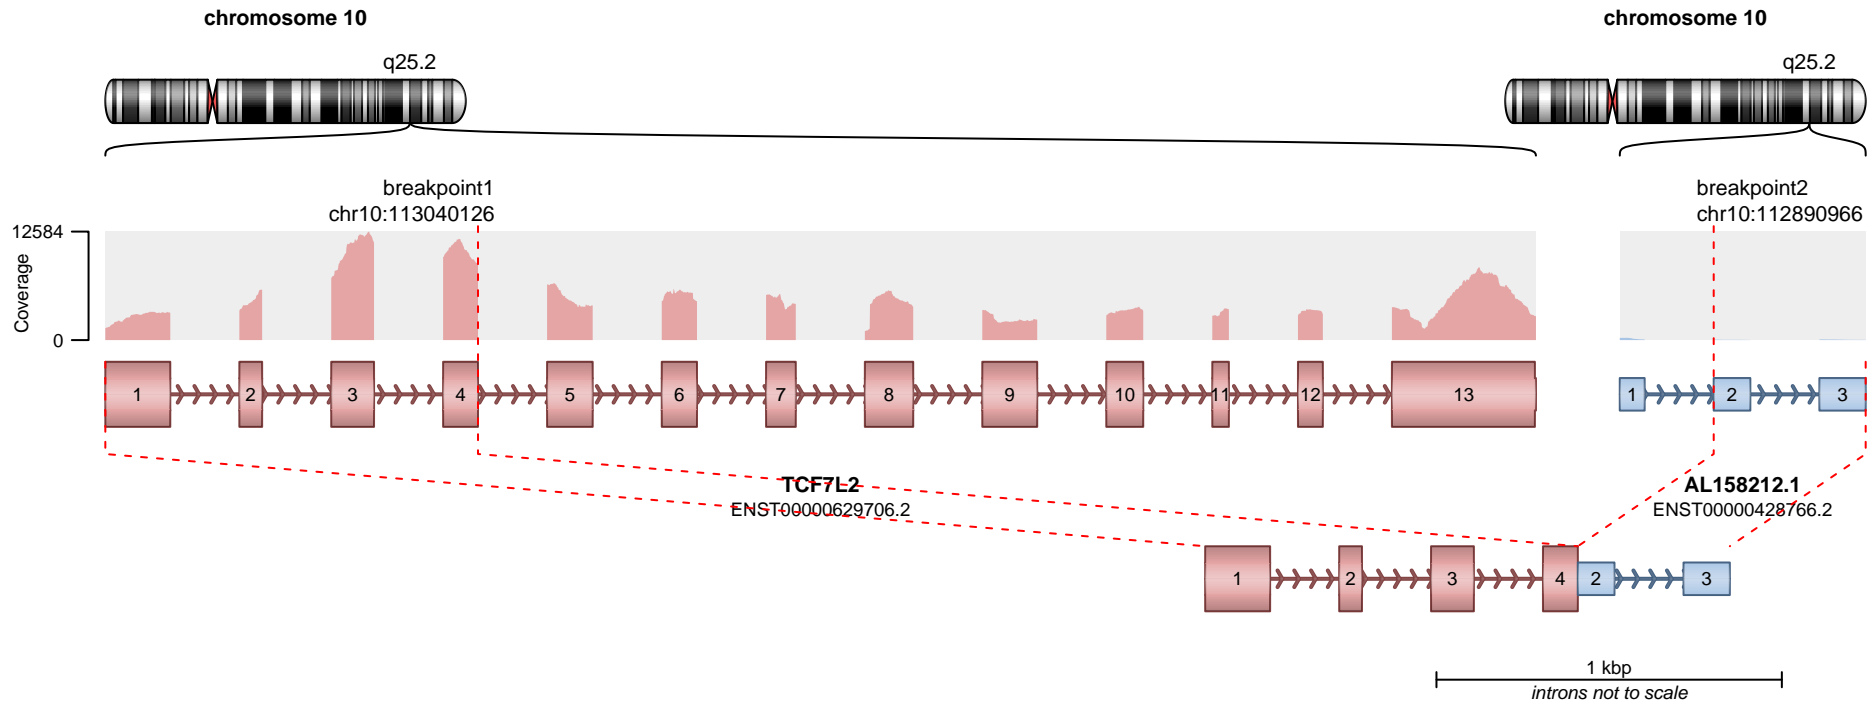 chromosome 10
chromosome 10
q25.2
q25.2
breakpoint1
chr10:113040126
breakpoint2
chr10:112890966
12584
Coverage
0
1 2 3 4 5 6 7 8 9 10 11 12 13
1 2 3
TCF7L2
ENST00000629706.2
AL158212.1
ENST00000428766.2
1 2 3 4 2 3
1 kbp
introns not to scale